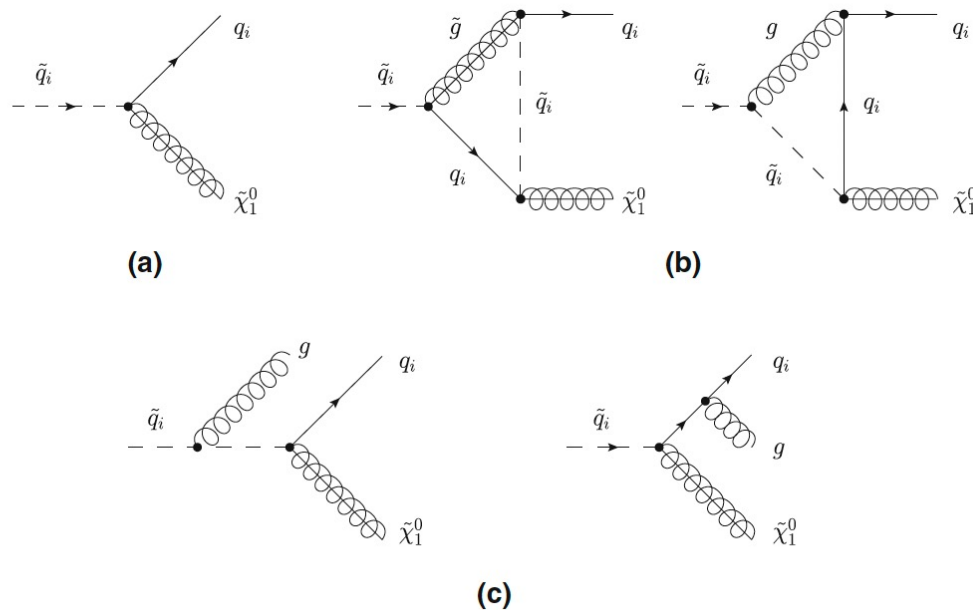 q̃ᵢ qᵢ χ̃₁⁰
(a)
q̃ᵢ g̃ qᵢ q̃ᵢ qᵢ χ̃₁⁰
q̃ᵢ g qᵢ qᵢ q̃ᵢ χ̃₁⁰
(b)
q̃ᵢ g qᵢ χ̃₁⁰
q̃ᵢ qᵢ g χ̃₁⁰
(c)